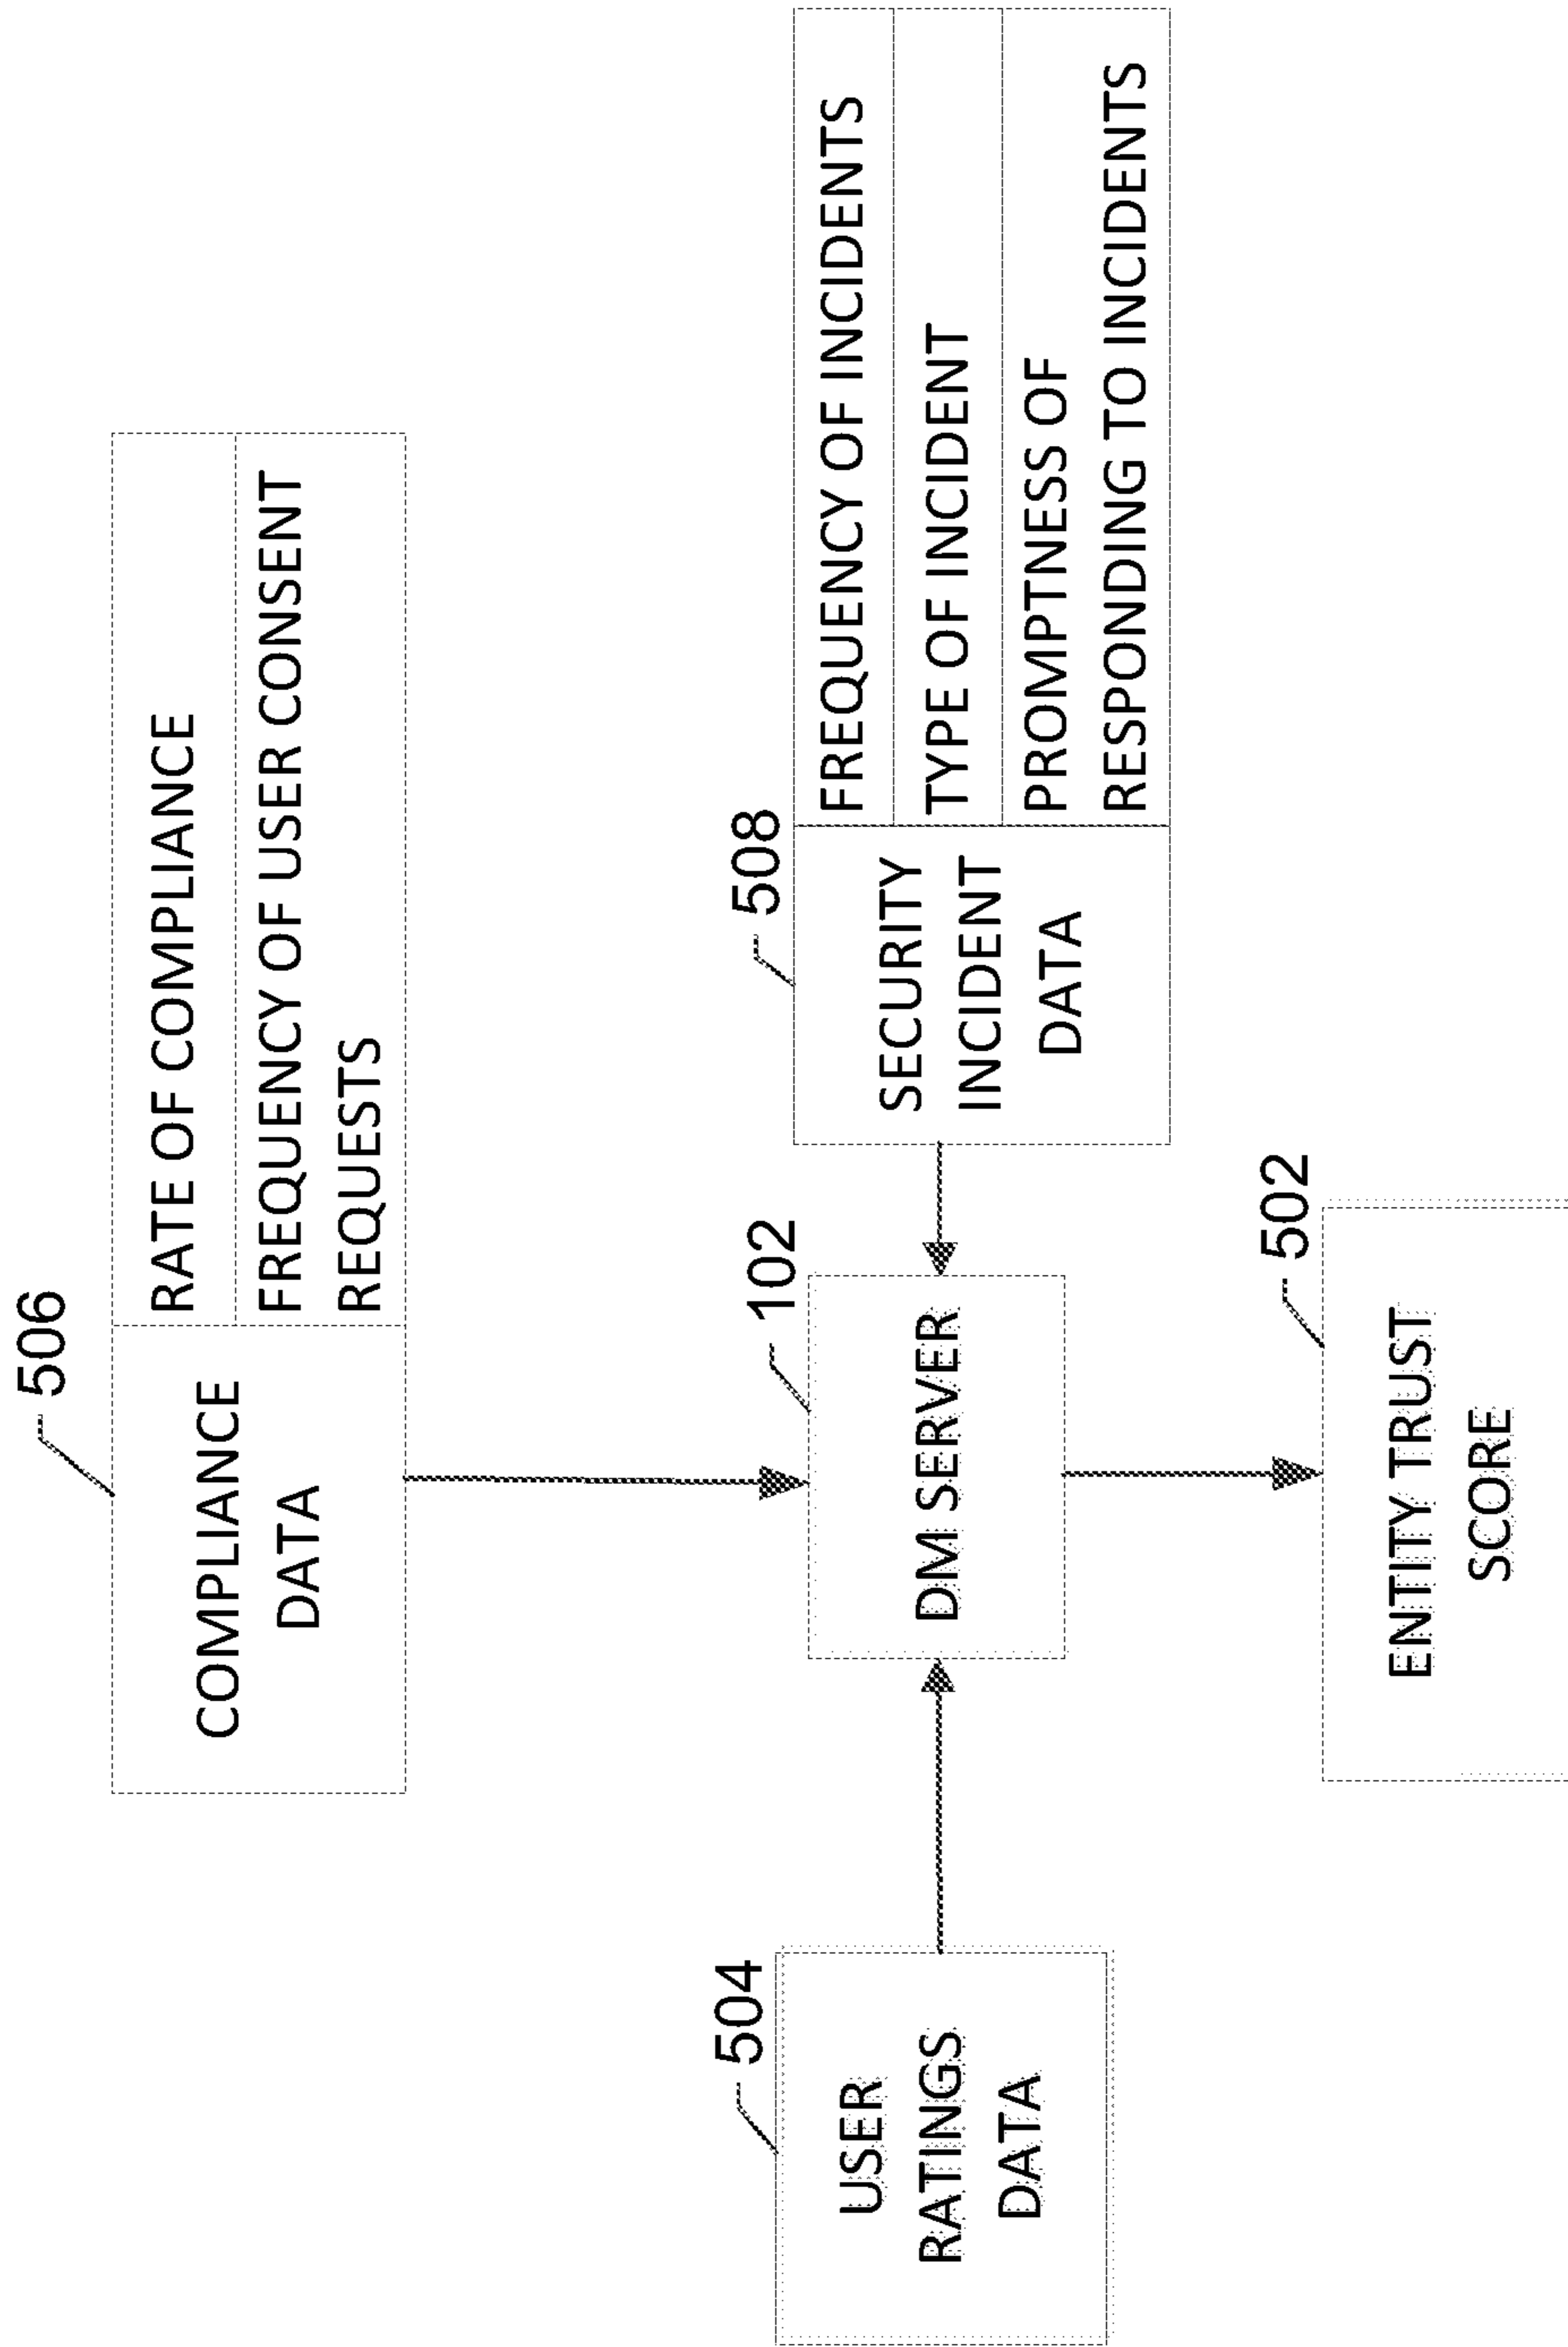 506
COMPLIANCE
DATA
RATE OF COMPLIANCE
FREQUENCY OF USER CONSENT
REQUESTS
504
USER
RATINGS
DATA
102
DM SERVER
508
SECURITY
INCIDENT
DATA
FREQUENCY OF INCIDENTS
TYPE OF INCIDENT
PROMPTNESS OF
RESPONDING TO INCIDENTS
502
ENTITY TRUST
SCORE